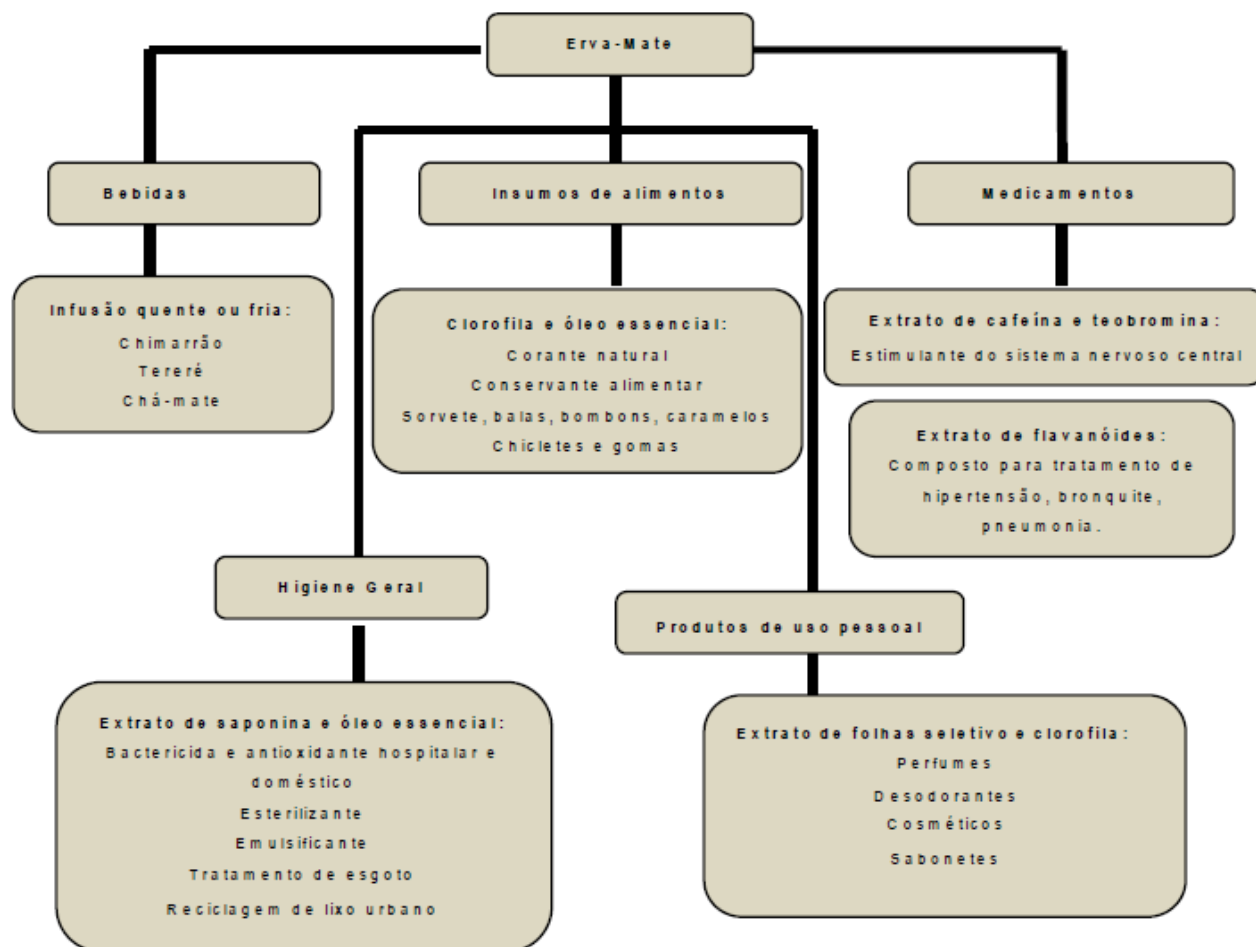 Erva-Mate
Bebidas
Insumos de alimentos
Medicamentos
Infusão quente ou fria:
Chimarrão
Tereré
Chá-mate
Clorofila e óleo essencial:
Corante natural
Conservante alimentar
Sorvete, balas, bombons, caramelos
Chicletes e gomas
Extrato de cafeína e teobromina:
Estimulante do sistema nervoso central
Extrato de flavanóides:
Composto para tratamento de
hipertensão, bronquite,
pneumonia.
Higiene Geral
Produtos de uso pessoal
Extrato de saponina e óleo essencial:
Bactericida e antioxidante hospitalar e
doméstico
Esterilizante
Emulsificante
Tratamento de esgoto
Reciclagem de lixo urbano
Extrato de folhas seletivo e clorofila:
Perfumes
Desodorantes
Cosméticos
Sabonetes